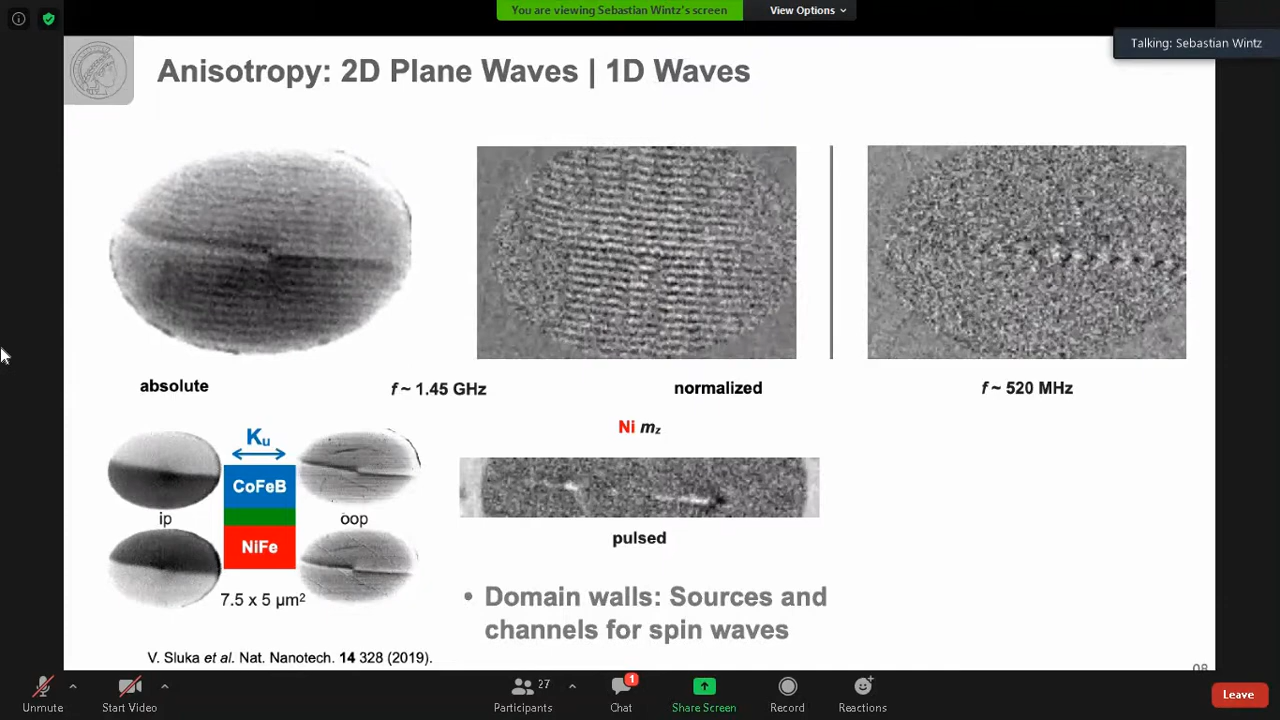 You are viewing Sebastian Wintz's screen
View Options
Talking: Sebastian Wintz
Anisotropy: 2D Plane Waves | 1D Waves
absolute
f ~ 1.45 GHz
normalized
f ~ 520 MHz
Ni mz
Ku
CoFeB
ip
oop
NiFe
7.5 x 5 µm²
pulsed
• Domain walls: Sources and
channels for spin waves
V. Sluka et al. Nat. Nanotech. 14 328 (2019).
27
1
Unmute
Start Video
Participants
Chat
Share Screen
Record
Reactions
Leave